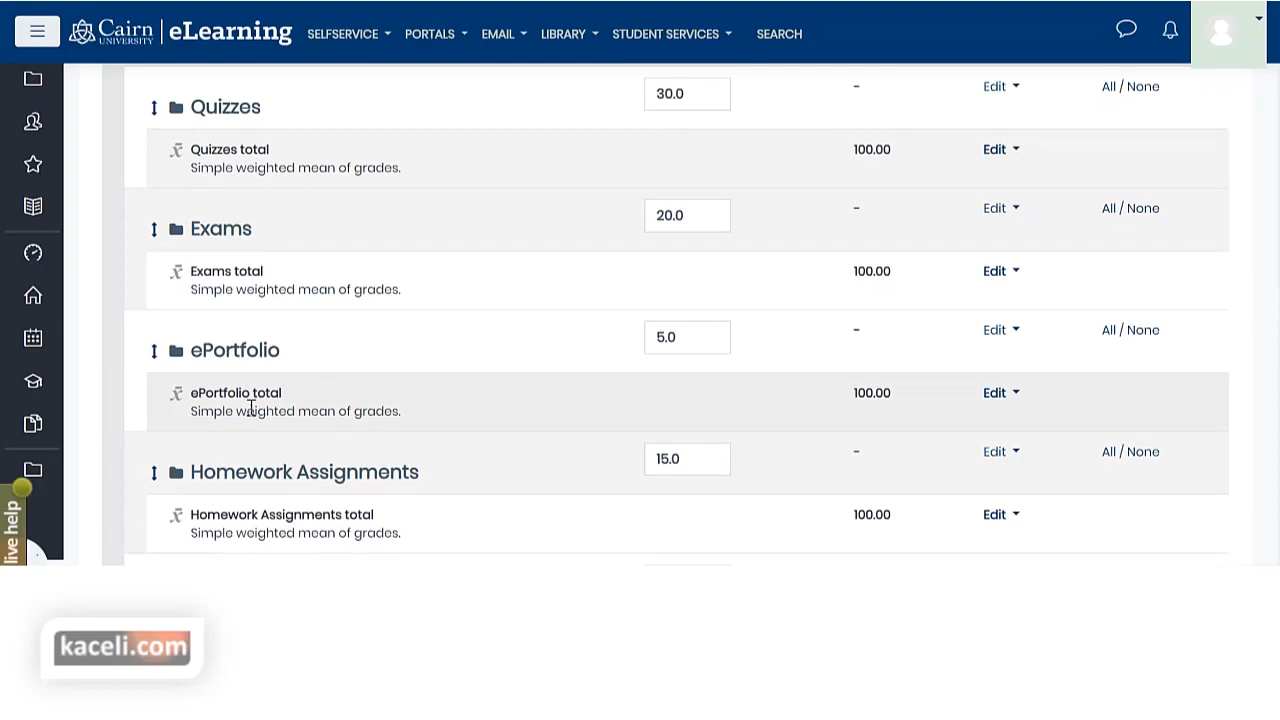 Cairn UNIVERSITY eLearning SELFSERVICE PORTALS EMAIL LIBRARY STUDENT SERVICES SEARCH
30.0 - Edit All / None
Quizzes
Quizzes total 100.00 Edit
Simple weighted mean of grades.
20.0 - Edit All / None
Exams
Exams total 100.00 Edit
Simple weighted mean of grades.
5.0 - Edit All / None
ePortfolio
ePortfolio total 100.00 Edit
Simple weighted mean of grades.
15.0 - Edit All / None
Homework Assignments
Homework Assignments total 100.00 Edit
Simple weighted mean of grades.
live help
kaceli.com